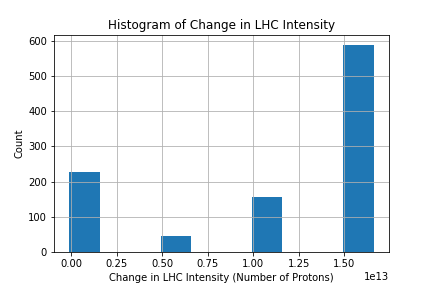 Histogram of Change in LHC Intensity
600
500
400
300
200
100
0
Count
0.00 0.25 0.50 0.75 1.00 1.25 1.50
1e13
Change in LHC Intensity (Number of Protons)